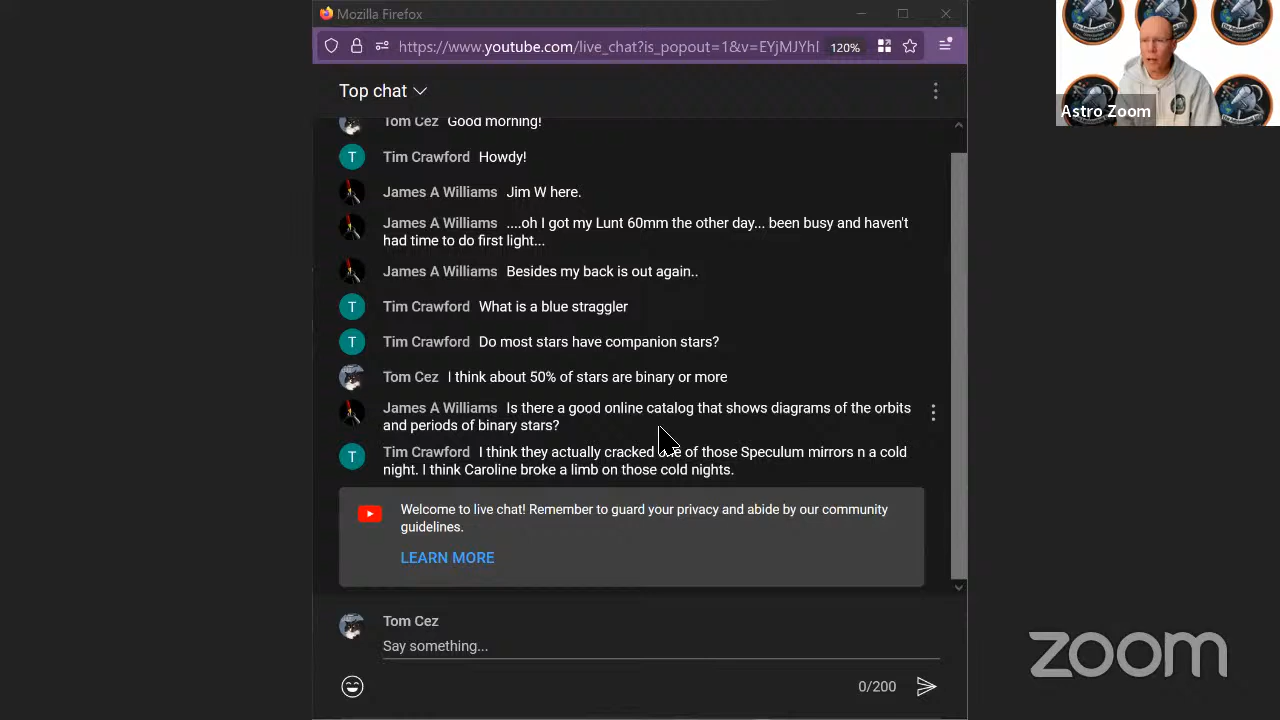 Mozilla Firefox
https://www.youtube.com/live_chat?is_popout=1&v=EYjMJYhI
120%
Top chat
Tom Cez Good morning!
T Tim Crawford Howdy!
James A Williams Jim W here.
James A Williams ....oh I got my Lunt 60mm the other day... been busy and haven't
had time to do first light...
James A Williams Besides my back is out again..
T Tim Crawford What is a blue straggler
T Tim Crawford Do most stars have companion stars?
Tom Cez I think about 50% of stars are binary or more
James A Williams Is there a good online catalog that shows diagrams of the orbits
and periods of binary stars?
T Tim Crawford I think they actually cracked of those Speculum mirrors n a cold
night. I think Caroline broke a limb on those cold nights.
Welcome to live chat! Remember to guard your privacy and abide by our community
guidelines.
LEARN MORE
Tom Cez
Say something...
0/200
Astro Zoom
zoom